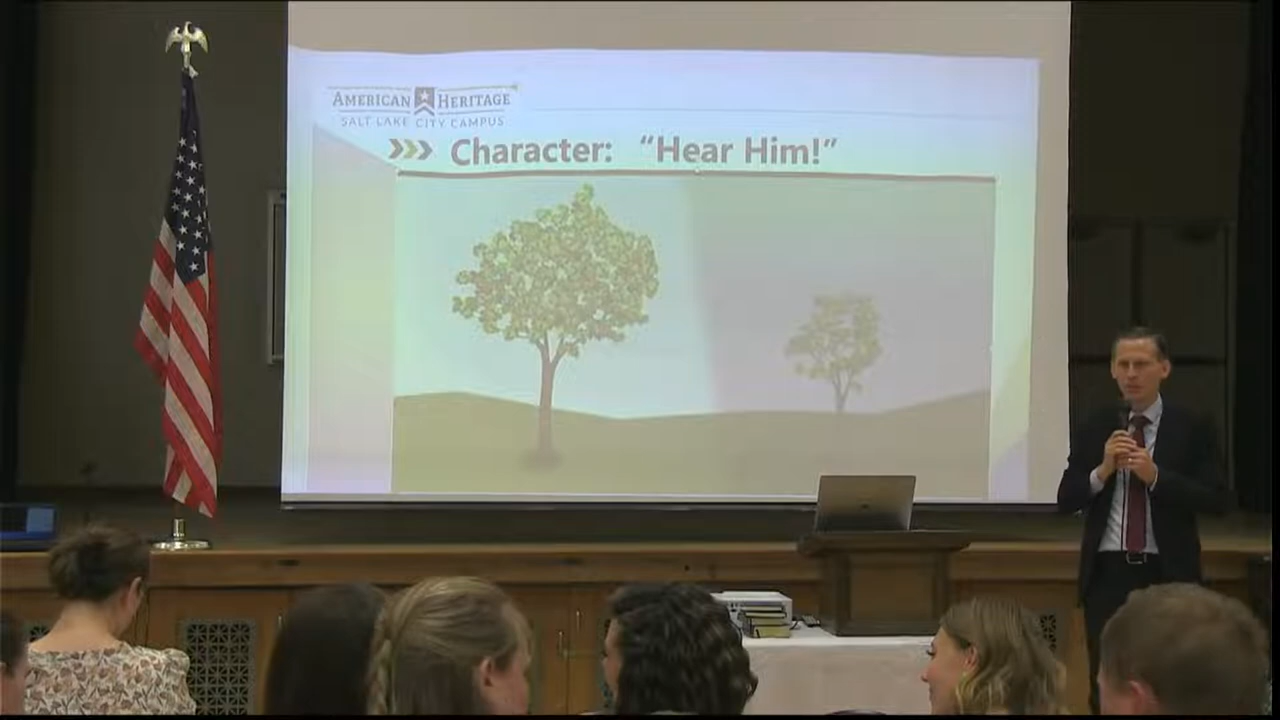 AMERICAN HERITAGE
SALT LAKE CITY CAMPUS
Character: “Hear Him!”